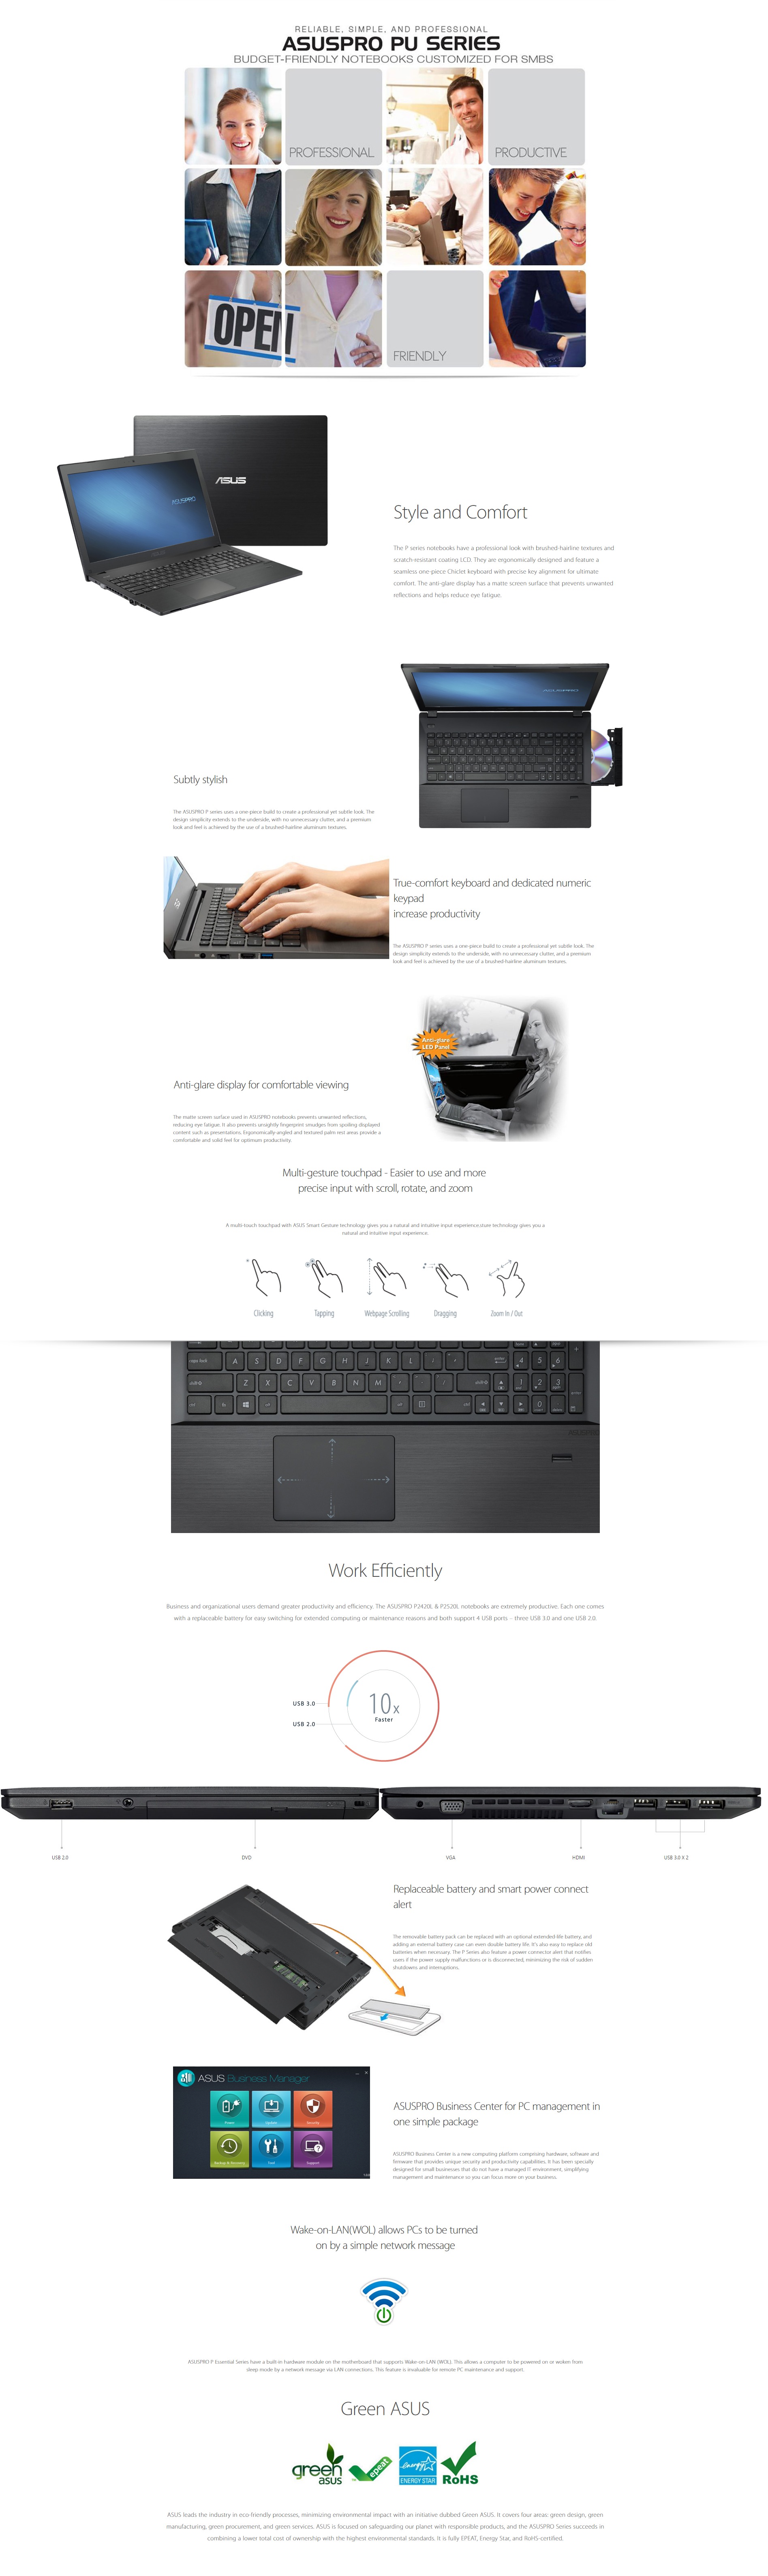 RELIABLE, SIMPLE, AND PROFESSIONAL
ASUSPRO PU SERIES
BUDGET-FRIENDLY NOTEBOOKS CUSTOMIZED FOR SMBS
PROFESSIONAL
PRODUCTIVE
OPEN
FRIENDLY
ASUS
ASUSPRO
Style and Comfort
The P series notebooks have a professional look with brushed-hairline textures and
scratch-resistant coating LCD. They are ergonomically designed and feature a
seamless one-piece Chiclet keyboard with precise key alignment for ultimate
comfort. The anti-glare display has a matte screen surface that prevents unwanted
reflections and helps reduce eye fatigue.
ASUSPRO
Subtly stylish
The ASUSPRO P series uses a one-piece build to create a professional yet subtle look. The
design simplicity extends to the underside, with no unnecessary clutter, and a premium
look and feel is achieved by the use of a brushed-hairline aluminum textures.
True-comfort keyboard and dedicated numeric
keypad
increase productivity
The ASUSPRO P series uses a one-piece build to create a professional yet subtle look. The
design simplicity extends to the underside, with no unnecessary clutter, and a premium
look and feel is achieved by the use of a brushed-hairline aluminum textures.
Anti-glare
LED Panel
Anti-glare display for comfortable viewing
The matte screen surface used in ASUSPRO notebooks prevents unwanted reflections,
reducing eye fatigue. It also prevents unsightly fingerprint smudges from spoiling displayed
content such as presentations. Ergonomically-angled and textured palm rest areas provide a
comfortable and solid feel for optimum productivity.
Multi-gesture touchpad - Easier to use and more
precise input with scroll, rotate, and zoom
A multi-touch touchpad with ASUS Smart Gesture technology gives you a natural and intuitive input experience.sture technology gives you a
natural and intuitive input experience.
Clicking
Tapping
Webpage Scrolling
Dragging
Zoom In / Out
caps lock A S D F G H J K L enter 4 5 6
Z X C V B N M 1 2 3
0
Work Efficiently
Business and organizational users demand greater productivity and efficiency. The ASUSPRO P2420L & P2520L notebooks are extremely productive. Each one comes
with a replaceable battery for easy switching for extended computing or maintenance reasons and both support 4 USB ports – three USB 3.0 and one USB 2.0.
USB 3.0
USB 2.0
10x
Faster
USB 2.0
DVD
VGA
HDMI
USB 3.0 X 2
Replaceable battery and smart power connect
alert
The removable battery pack can be replaced with an optional extended-life battery, and
adding an external battery case can even double battery life. It's also easy to replace old
batteries when necessary. The P Series also feature a power connector alert that notifies
users if the power supply malfunctions or is disconnected, minimizing the risk of sudden
shutdowns and interruptions.
ASUS Business Manager
Power
Security
Backup & Recovery
Tools
Support
ASUSPRO Business Center for PC management in
one simple package
ASUSPRO Business Center is a new computing platform comprising hardware, software and
firmware that provides unique security and productivity capabilities. It has been specially
designed for small businesses that do not have a managed IT environment, simplifying
management and maintenance so you can focus more on your business.
Wake-on-LAN(WOL) allows PCs to be turned
on by a simple network message
ASUSPRO P Essential Series have a built-in hardware module on the motherboard that supports Wake-on-LAN (WOL). This allows a computer to be powered on or woken from
sleep mode by a network message via LAN connections. This feature is invaluable for remote PC maintenance and support.
Green ASUS
green
asus
epeat
energy
ENERGY STAR
RoHS
ASUS leads the industry in eco-friendly processes, minimizing environmental impact with an initiative dubbed Green ASUS. It covers four areas: green design, green
manufacturing, green procurement, and green services. ASUS is focused on safeguarding our planet with responsible products, and the ASUSPRO Series succeeds in
combining a lower total cost of ownership with the highest environmental standards. It is fully EPEAT, Energy Star, and RoHS-certified.